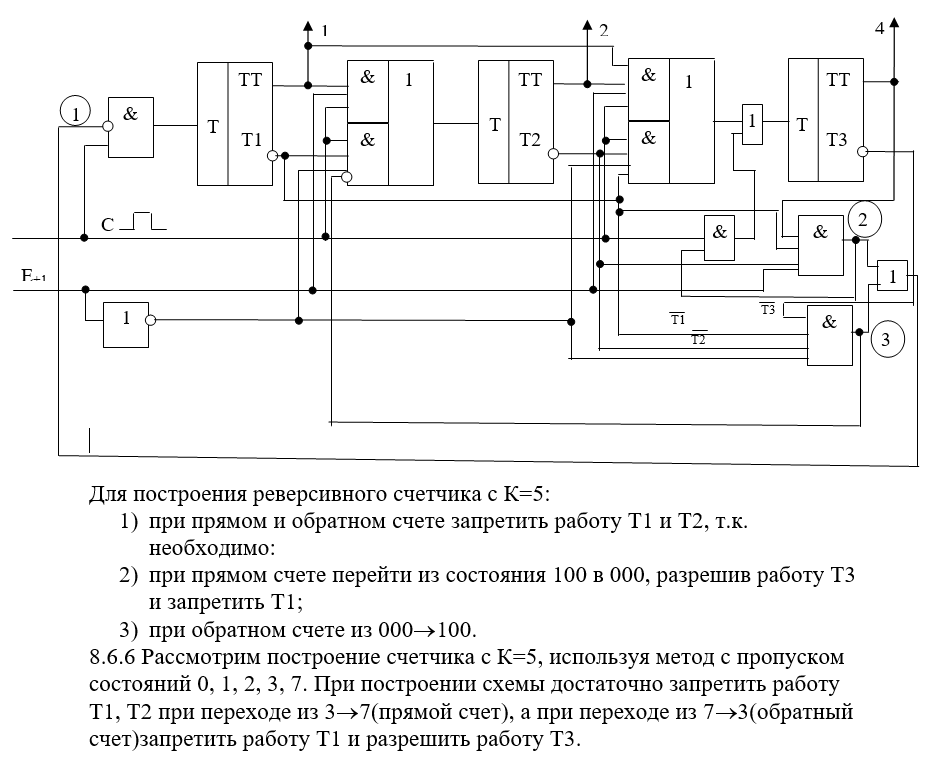 1 2 4
& TT & 1 TT & 1 TT
1
T T T
1
T1 & T2 & T3
C & & 2
E+1
1
1 T1 T3 &
T2 3
Для построения реверсивного счетчика с К=5:
1) при прямом и обратном счете запретить работу Т1 и Т2, т.к.
необходимо:
2) при прямом счете перейти из состояния 100 в 000, разрешив работу Т3
и запретить Т1;
3) при обратном счете из 000→100.
8.6.6 Рассмотрим построение счетчика с К=5, используя метод с пропуском
состояний 0, 1, 2, 3, 7. При построении схемы достаточно запретить работу
Т1, Т2 при переходе из 3→7(прямой счет), а при переходе из 7→3(обратный
счет)запретить работу Т1 и разрешить работу Т3.